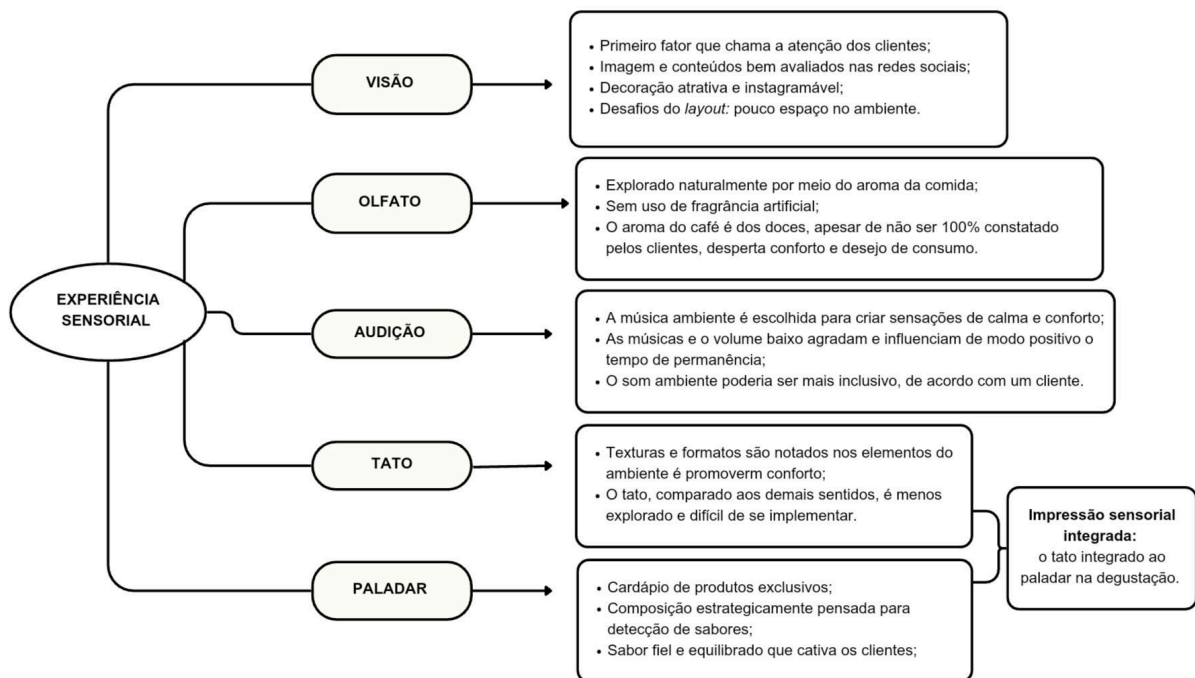 VISÃO
• Primeiro fator que chama a atenção dos clientes;
• Imagem e conteúdos bem avaliados nas redes sociais;
• Decoração atrativa e instagramável;
• Desafios do layout: pouco espaço no ambiente.
OLFATO
• Explorado naturalmente por meio do aroma da comida;
• Sem uso de fragrância artificial;
• O aroma do café é dos doces, apesar de não ser 100% constatado
pelos clientes, desperta conforto e desejo de consumo.
EXPERIÊNCIA
SENSORIAL
AUDIÇÃO
• A música ambiente é escolhida para criar sensações de calma e conforto;
• As músicas e o volume baixo agradam e influenciam de modo positivo o
tempo de permanência;
• O som ambiente poderia ser mais inclusivo, de acordo com um cliente.
TATO
• Texturas e formatos são notados nos elementos do
ambiente é promoverm conforto;
• O tato, comparado aos demais sentidos, é menos
explorado e difícil de se implementar.
PALADAR
• Cardápio de produtos exclusivos;
• Composição estrategicamente pensada para
detecção de sabores;
• Sabor fiel e equilibrado que cativa os clientes;
Impressão sensorial
integrada:
o tato integrado ao
paladar na degustação.